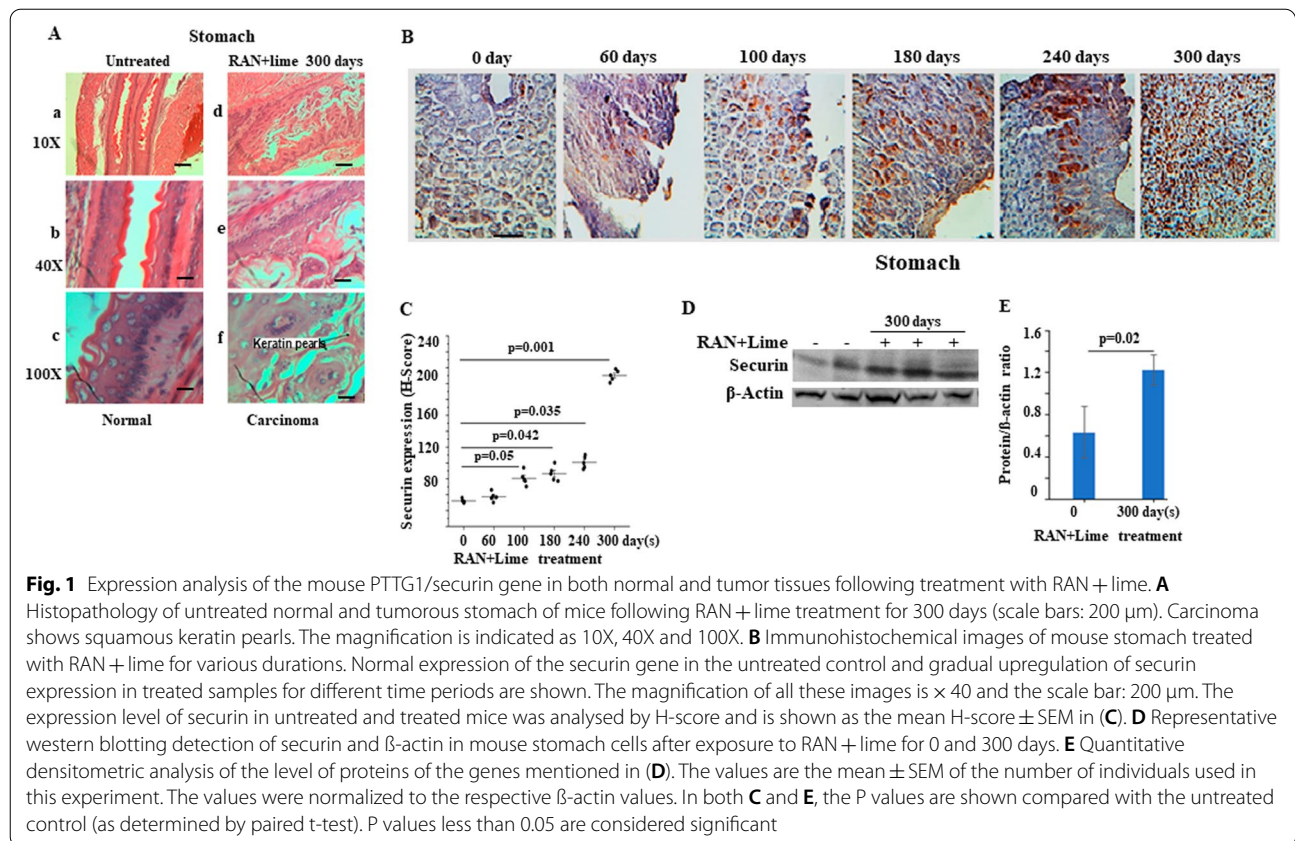 A
Stomach
Untreated
RAN+lime 300 days
a
10X
d
b
40X
e
c
100X
f
Keratin pearls
Normal
Carcinoma
B
0 day
60 days
100 days
180 days
240 days
300 days
Stomach
C
Securin expression (H-Score)
240
200
160
120
80
p=0.001
p=0.035
p=0.042
p=0.05
0 60 100 180 240 300 day(s)
RAN+Lime treatment
D
300 days
RAN+Lime - - + + +
Securin
β-Actin
E
Protein/ß-actin ratio
1.6
1.2
0.8
0.4
0
p=0.02
0 300 day(s)
RAN+Lime treatment
Fig. 1 Expression analysis of the mouse PTTG1/securin gene in both normal and tumor tissues following treatment with RAN + lime. A
Histopathology of untreated normal and tumorous stomach of mice following RAN + lime treatment for 300 days (scale bars: 200 µm). Carcinoma
shows squamous keratin pearls. The magnification is indicated as 10X, 40X and 100X. B Immunohistochemical images of mouse stomach treated
with RAN + lime for various durations. Normal expression of the securin gene in the untreated control and gradual upregulation of securin
expression in treated samples for different time periods are shown. The magnification of all these images is × 40 and the scale bar: 200 µm. The
expression level of securin in untreated and treated mice was analysed by H-score and is shown as the mean H-score ± SEM in (C). D Representative
western blotting detection of securin and ß-actin in mouse stomach cells after exposure to RAN + lime for 0 and 300 days. E Quantitative
densitometric analysis of the level of proteins of the genes mentioned in (D). The values are the mean ± SEM of the number of individuals used in
this experiment. The values were normalized to the respective ß-actin values. In both C and E, the P values are shown compared with the untreated
control (as determined by paired t-test). P values less than 0.05 are considered significant